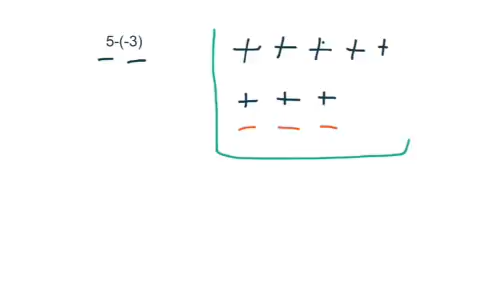 5-(-3)
+ + + + +
+ + +
- - -